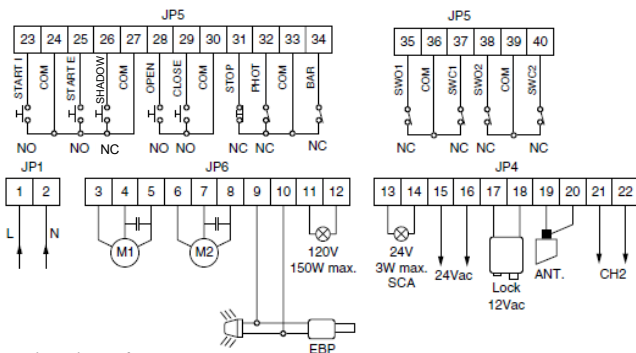 JP5 JP5
23 24 25 26 27 28 29 30 31 32 33 34 35 36 37 38 39 40
START I COM START E SHADOW COM OPEN CLOSE COM STOP PHOT COM BAR SWO1 COM SWC1 SWO2 COM SWC2
NO NO NC NO NO NC NC NC NC NC NC NC
JP1 JP6 JP4
1 2 3 4 5 6 7 8 9 10 11 12 13 14 15 16 17 18 19 20 21 22
L N M1 M2
120V
150W max.
24V
3W max.
SCA
24Vac
Lock
12Vac
ANT.
CH2
EBP